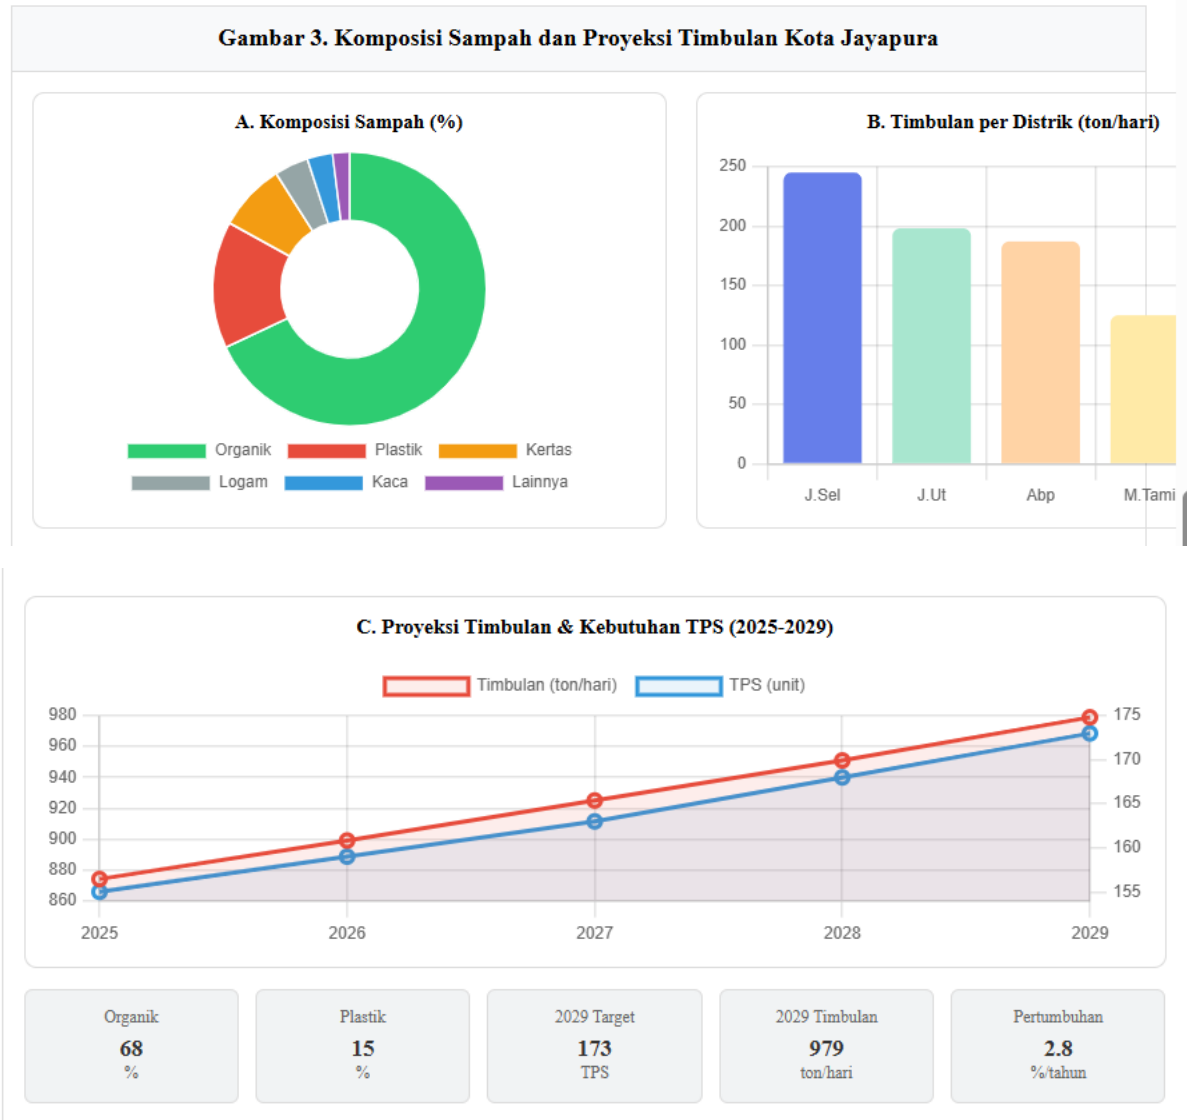 Gambar 3. Komposisi Sampah dan Proyeksi Timbulan Kota Jayapura
A. Komposisi Sampah (%)
Organik Plastik Kertas
Logam Kaca Lainnya
B. Timbulan per Distrik (ton/hari)
250
200
150
100
50
0
J.Sel J.Ut Abp M.Tami
C. Proyeksi Timbulan & Kebutuhan TPS (2025-2029)
Timbulan (ton/hari) TPS (unit)
980 175
960 170
940 165
920 160
900 155
880
860
2025 2026 2027 2028 2029
Organik
68
%
Plastik
15
%
2029 Target
173
TPS
2029 Timbulan
979
ton/hari
Pertumbuhan
2.8
%/tahun